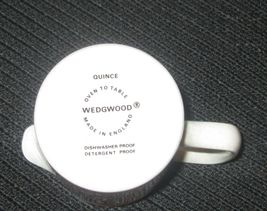 QUINCE
OVEN TO TABLE
WEDGWOOD®
MADE IN ENGLAND
DISHWASHER PROOF
DETERGENT PROOF